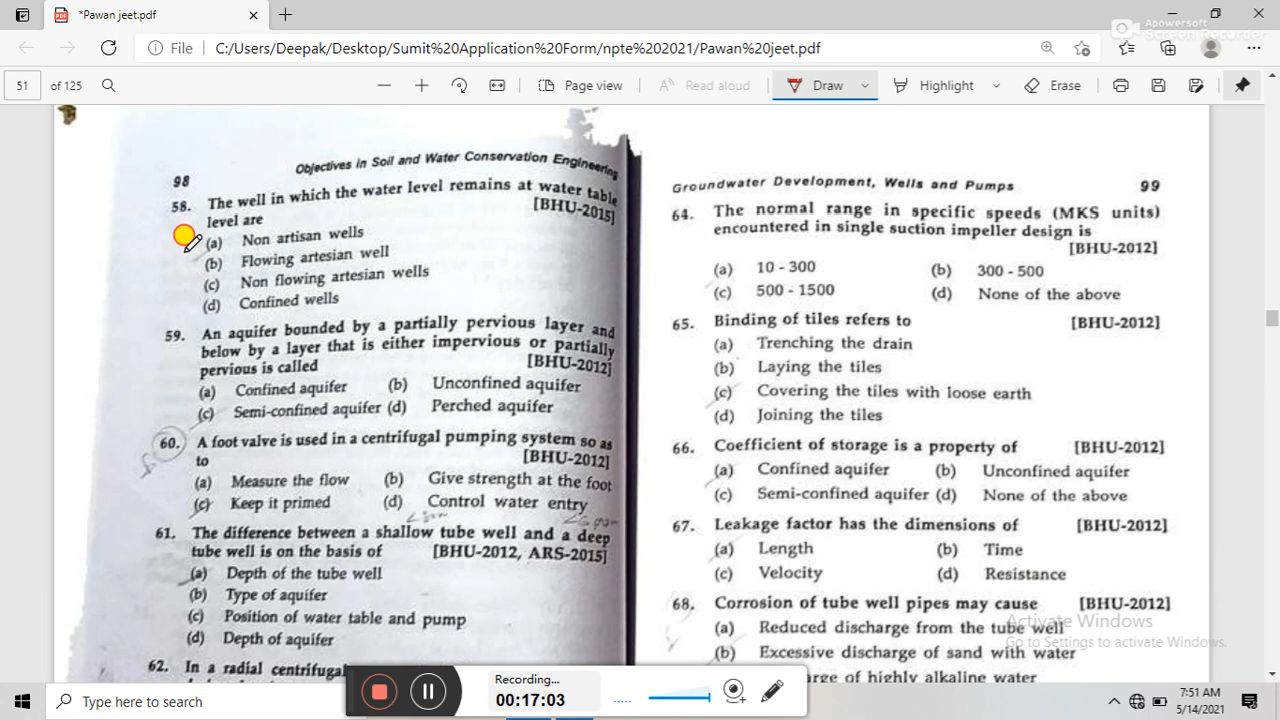 *Pawan jeet.pdf
Apowersoft
Screen Recorder
File C:/Users/Deepak/Desktop/Sumit%20Application%20Form/npte%202021/Pawan%20jeet.pdf
51 of 125 Page view Read aloud Draw Highlight Erase
98 Objectives in Soil and Water Conservation Engineering
58. The well in which the water level remains at water table
level are [BHU-2015]
(a) Non artisan wells
(b) Flowing artesian well
(c) Non flowing artesian wells
(d) Confined wells
59. An aquifer bounded by a partially pervious layer and
below by a layer that is either impervious or partially
pervious is called [BHU-2012]
(a) Confined aquifer (b) Unconfined aquifer
(c) Semi-confined aquifer (d) Perched aquifer
60. A foot valve is used in a centrifugal pumping system so as
to [BHU-2012]
(a) Measure the flow (b) Give strength at the foot
(c) Keep it primed (d) Control water entry
61. The difference between a shallow tube well and a deep
tube well is on the basis of [BHU-2012, ARS-2015]
(a) Depth of the tube well
(b) Type of aquifer
(c) Position of water table and pump
(d) Depth of aquifer
62. In a radial centrifugal
Groundwater Development, Wells and Pumps 99
64. The normal range in specific speeds (MKS units)
encountered in single suction impeller design is
[BHU-2012]
(a) 10 - 300 (b) 300 - 500
(c) 500 - 1500 (d) None of the above
65. Binding of tiles refers to [BHU-2012]
(a) Trenching the drain
(b) Laying the tiles
(c) Covering the tiles with loose earth
(d) Joining the tiles
66. Coefficient of storage is a property of [BHU-2012]
(a) Confined aquifer (b) Unconfined aquifer
(c) Semi-confined aquifer (d) None of the above
67. Leakage factor has the dimensions of [BHU-2012]
(a) Length (b) Time
(c) Velocity (d) Resistance
68. Corrosion of tube well pipes may cause [BHU-2012]
(a) Reduced discharge from the tube well
(b) Excessive discharge of sand with water
arge of highly alkaline water
Activate Windows
Go to Settings to activate Windows.
Recording...
00:17:03
Type here to search
7:51 AM
5/14/2021